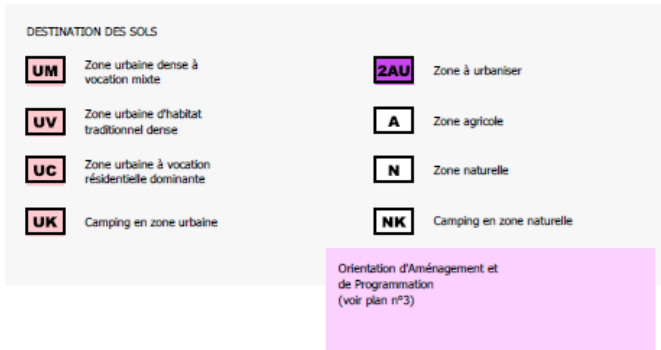 DESTINATION DES SOLS
UM
Zone urbaine dense à
vocation mixte
UV
Zone urbaine d'habitat
traditionnel dense
UC
Zone urbaine à vocation
résidentielle dominante
UK
Camping en zone urbaine
2AU
Zone à urbaniser
A
Zone agricole
N
Zone naturelle
NK
Camping en zone naturelle
Orientation d'Aménagement et
de Programmation
(voir plan n°3)